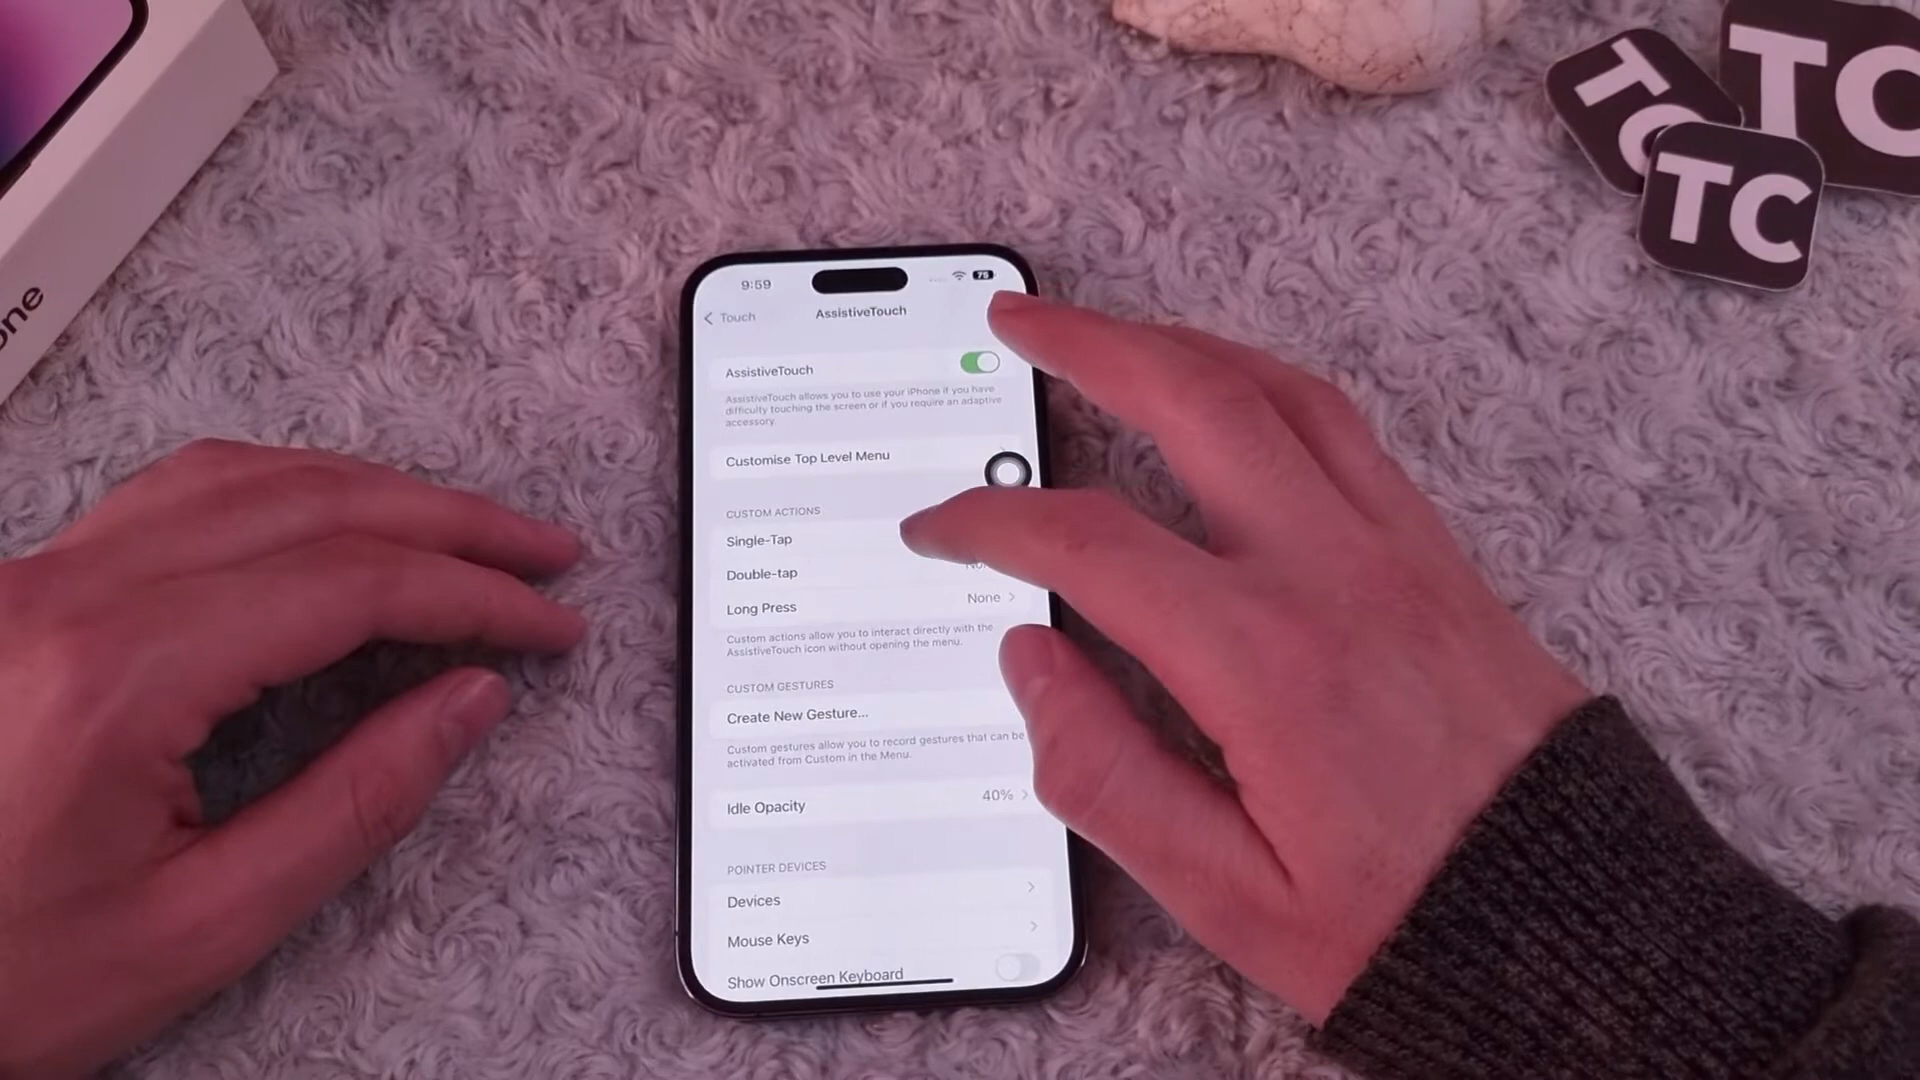 one
TC
TC
TC
9:59
75
Touch
AssistiveTouch
AssistiveTouch
AssistiveTouch allows you to use your iPhone if you have
difficulty touching the screen or if you require an adaptive
accessory.
Customise Top Level Menu
CUSTOM ACTIONS
Single-Tap
Double-tap
Long Press None
Custom actions allow you to interact directly with the
AssistiveTouch icon without opening the menu.
CUSTOM GESTURES
Create New Gesture...
Custom gestures allow you to record gestures that can be
activated from Custom in the Menu.
Idle Opacity 40%
POINTER DEVICES
Devices
Mouse Keys
Show Onscreen Keyboard